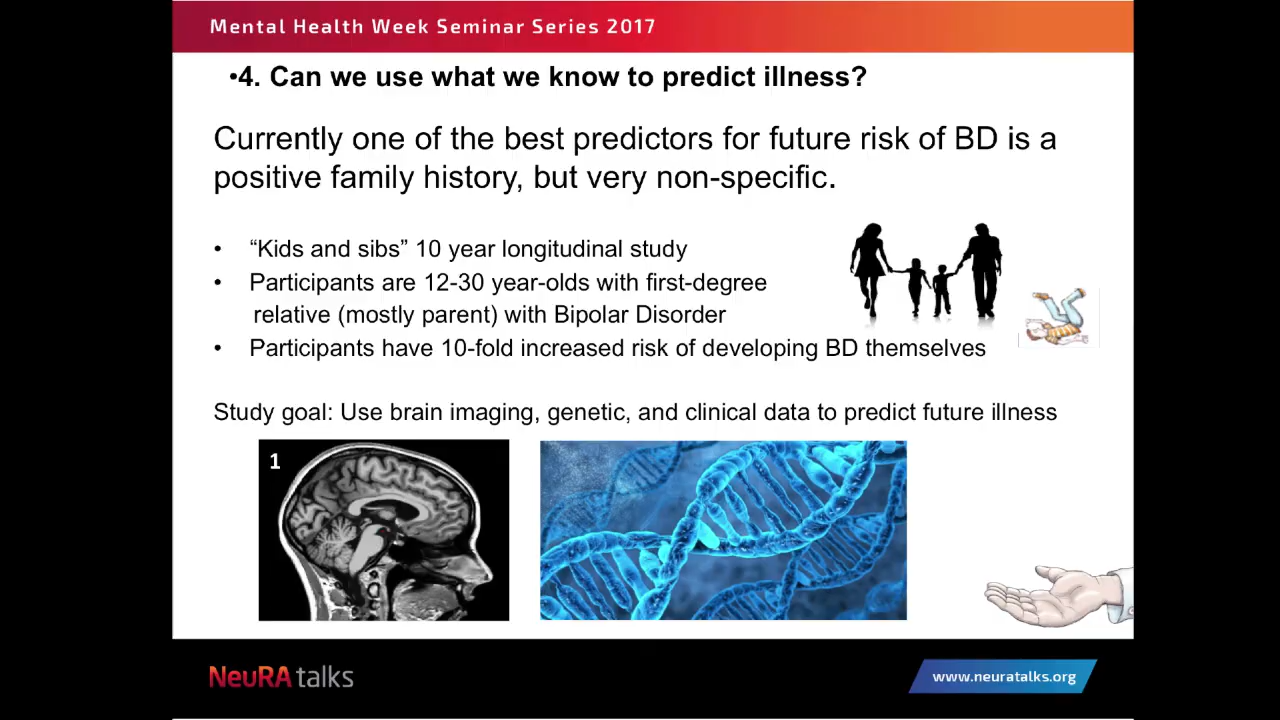 Mental Health Week Seminar Series 2017
•4. Can we use what we know to predict illness?
Currently one of the best predictors for future risk of BD is a
positive family history, but very non-specific.
• “Kids and sibs” 10 year longitudinal study
• Participants are 12-30 year-olds with first-degree
relative (mostly parent) with Bipolar Disorder
• Participants have 10-fold increased risk of developing BD themselves
Study goal: Use brain imaging, genetic, and clinical data to predict future illness
1
NeuRA talks
www.neuratalks.org